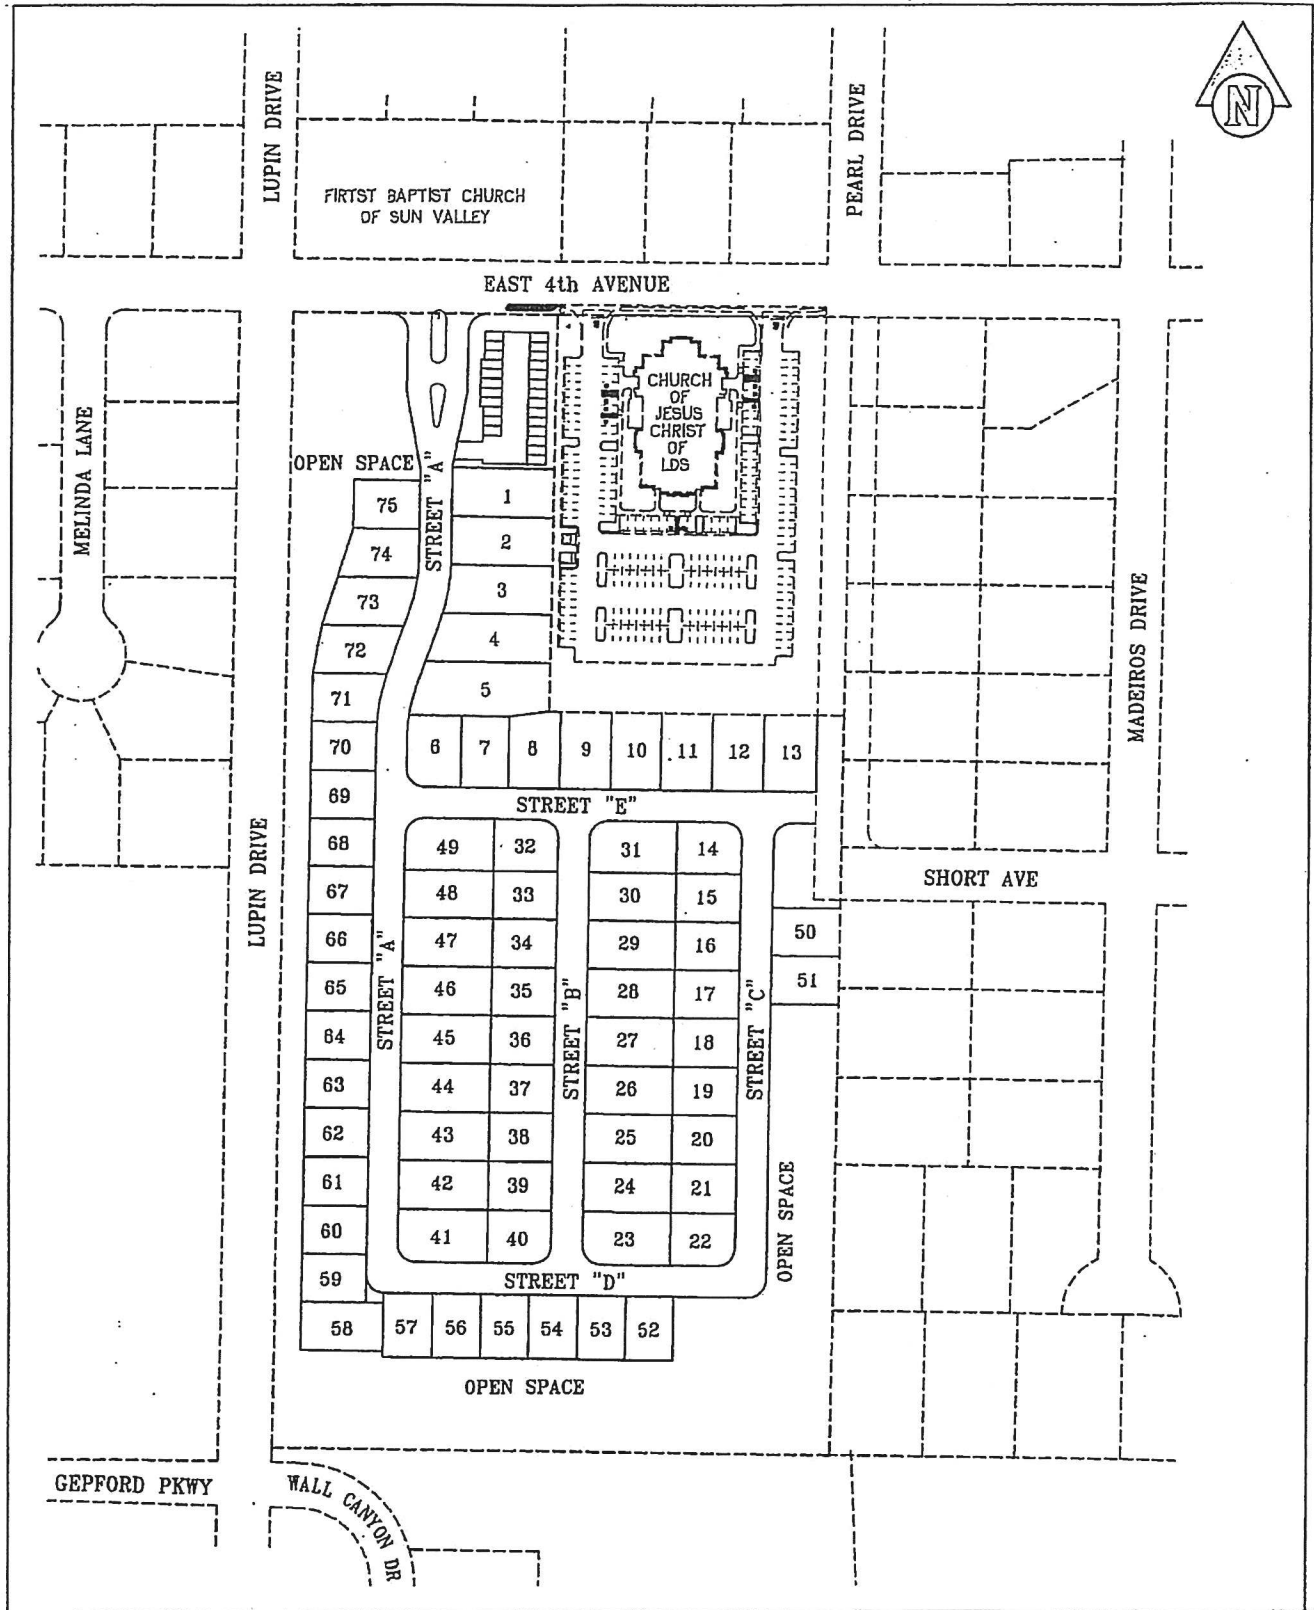 N
LUPIN DRIVE
PEARL DRIVE
FIRTST BAPTIST CHURCH
OF SUN VALLEY
EAST 4th AVENUE
MELINDA LANE
CHURCH
OF
JESUS
CHRIST
OF
LDS
OPEN SPACE
STREET "A"
75
1
74
2
73
3
72
4
71
5
MADEIROS DRIVE
70
6
7
8
9
10
11
12
13
69
STREET "E"
LUPIN DRIVE
68
49
32
31
14
67
48
33
30
15
SHORT AVE
66
47
34
29
16
50
65
46
35
28
17
51
STREET "A"
STREET "B"
STREET "C"
64
45
36
27
18
63
44
37
26
19
62
43
38
25
20
61
42
39
24
21
60
41
40
23
22
OPEN SPACE
59
STREET "D"
58
57
56
55
54
53
52
OPEN SPACE
GEPFORD PKWY
WALL CANYON DR